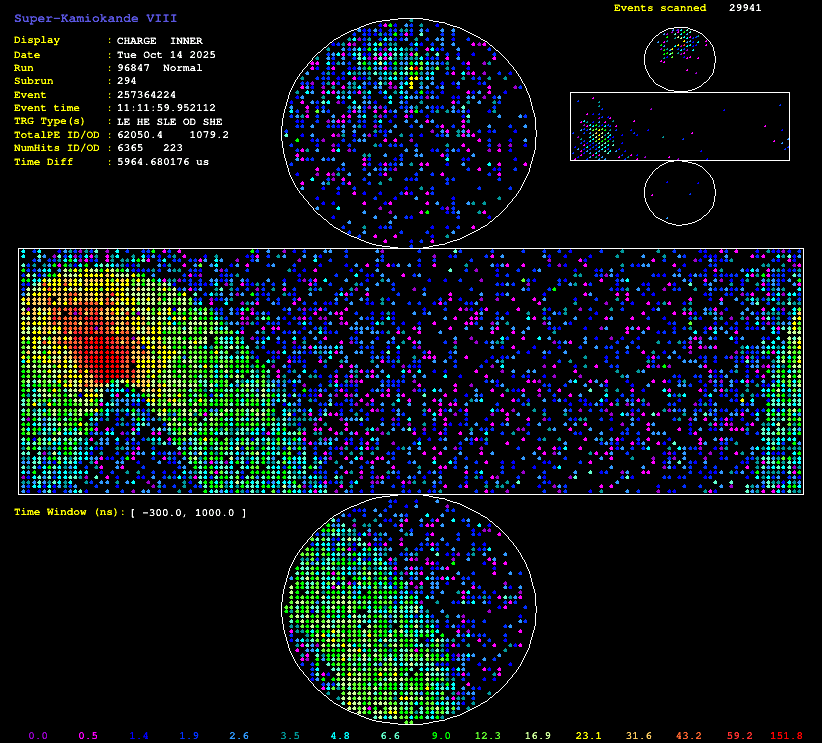 Events scanned 29941
Super-Kamiokande VIII
Display : CHARGE INNER
Date : Tue Oct 14 2025
Run : 96847 Normal
Subrun : 294
Event : 257364224
Event time : 11:11:59.952112
TRG Type(s) : LE HE SLE OD SHE
TotalPE ID/OD : 62050.4 1079.2
NumHits ID/OD : 6365 223
Time Diff : 5964.680176 us
Time Window (ns): [ -300.0, 1000.0 ]
0.0 0.5 1.4 1.9 2.6 3.5 4.8 6.6 9.0 12.3 16.9 23.1 31.6 43.2 59.2 151.8